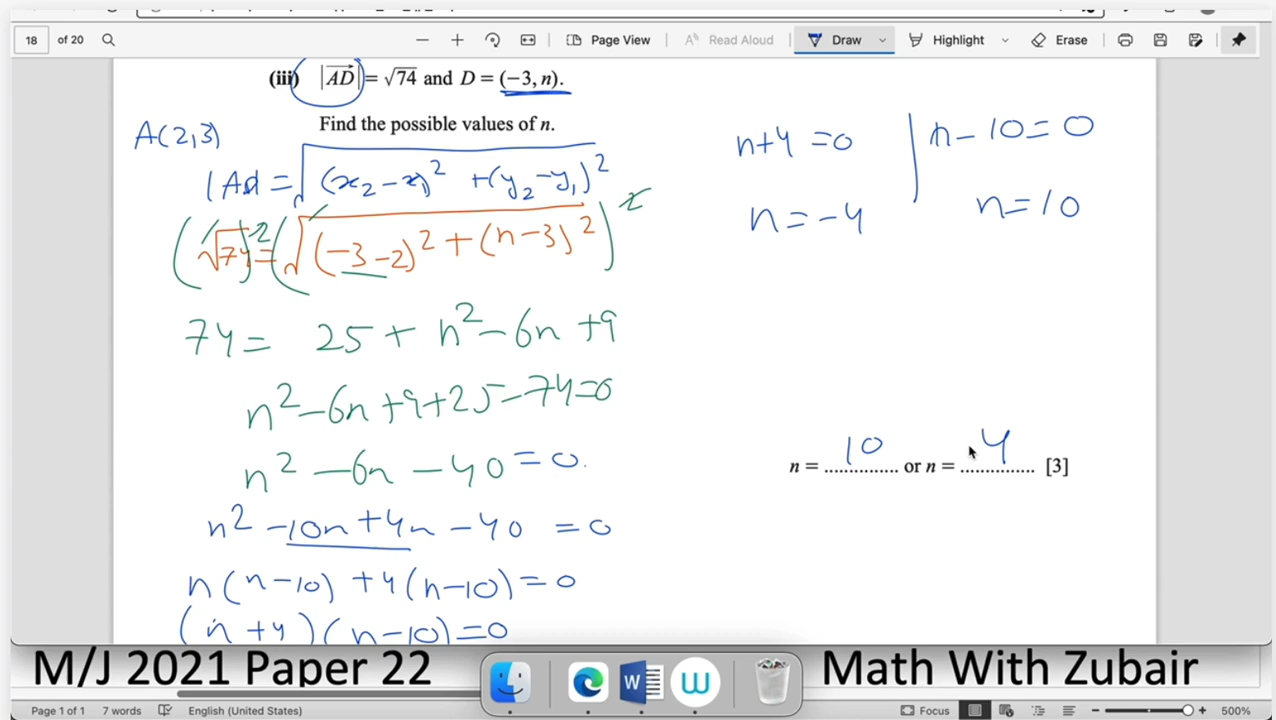 18 of 20 Page View Read Aloud Draw Highlight Erase
(iii) |AD| = √74 and D = (−3, n).
Find the possible values of n.
A(2,3)
|AD = √(x₂ − x₁)² + (y₂ − y₁)²
(√74)² = (√(−3 −2)² + (n−3)²)²
74 = 25 + n² − 6n + 9
n² − 6n + 9 + 25 − 74 = 0
n² − 6n − 40 = 0.
n² − 10n + 4n − 40 = 0
n(n−10) + 4(n−10) = 0
(n + 4)(n − 10) = 0
n+4 = 0
n = −4
n − 10 = 0
n = 10
n = 10 or n = −4 [3]
M/J 2021 Paper 22
Math With Zubair
W
Page 1 of 1 7 words English (United States) Focus 500%